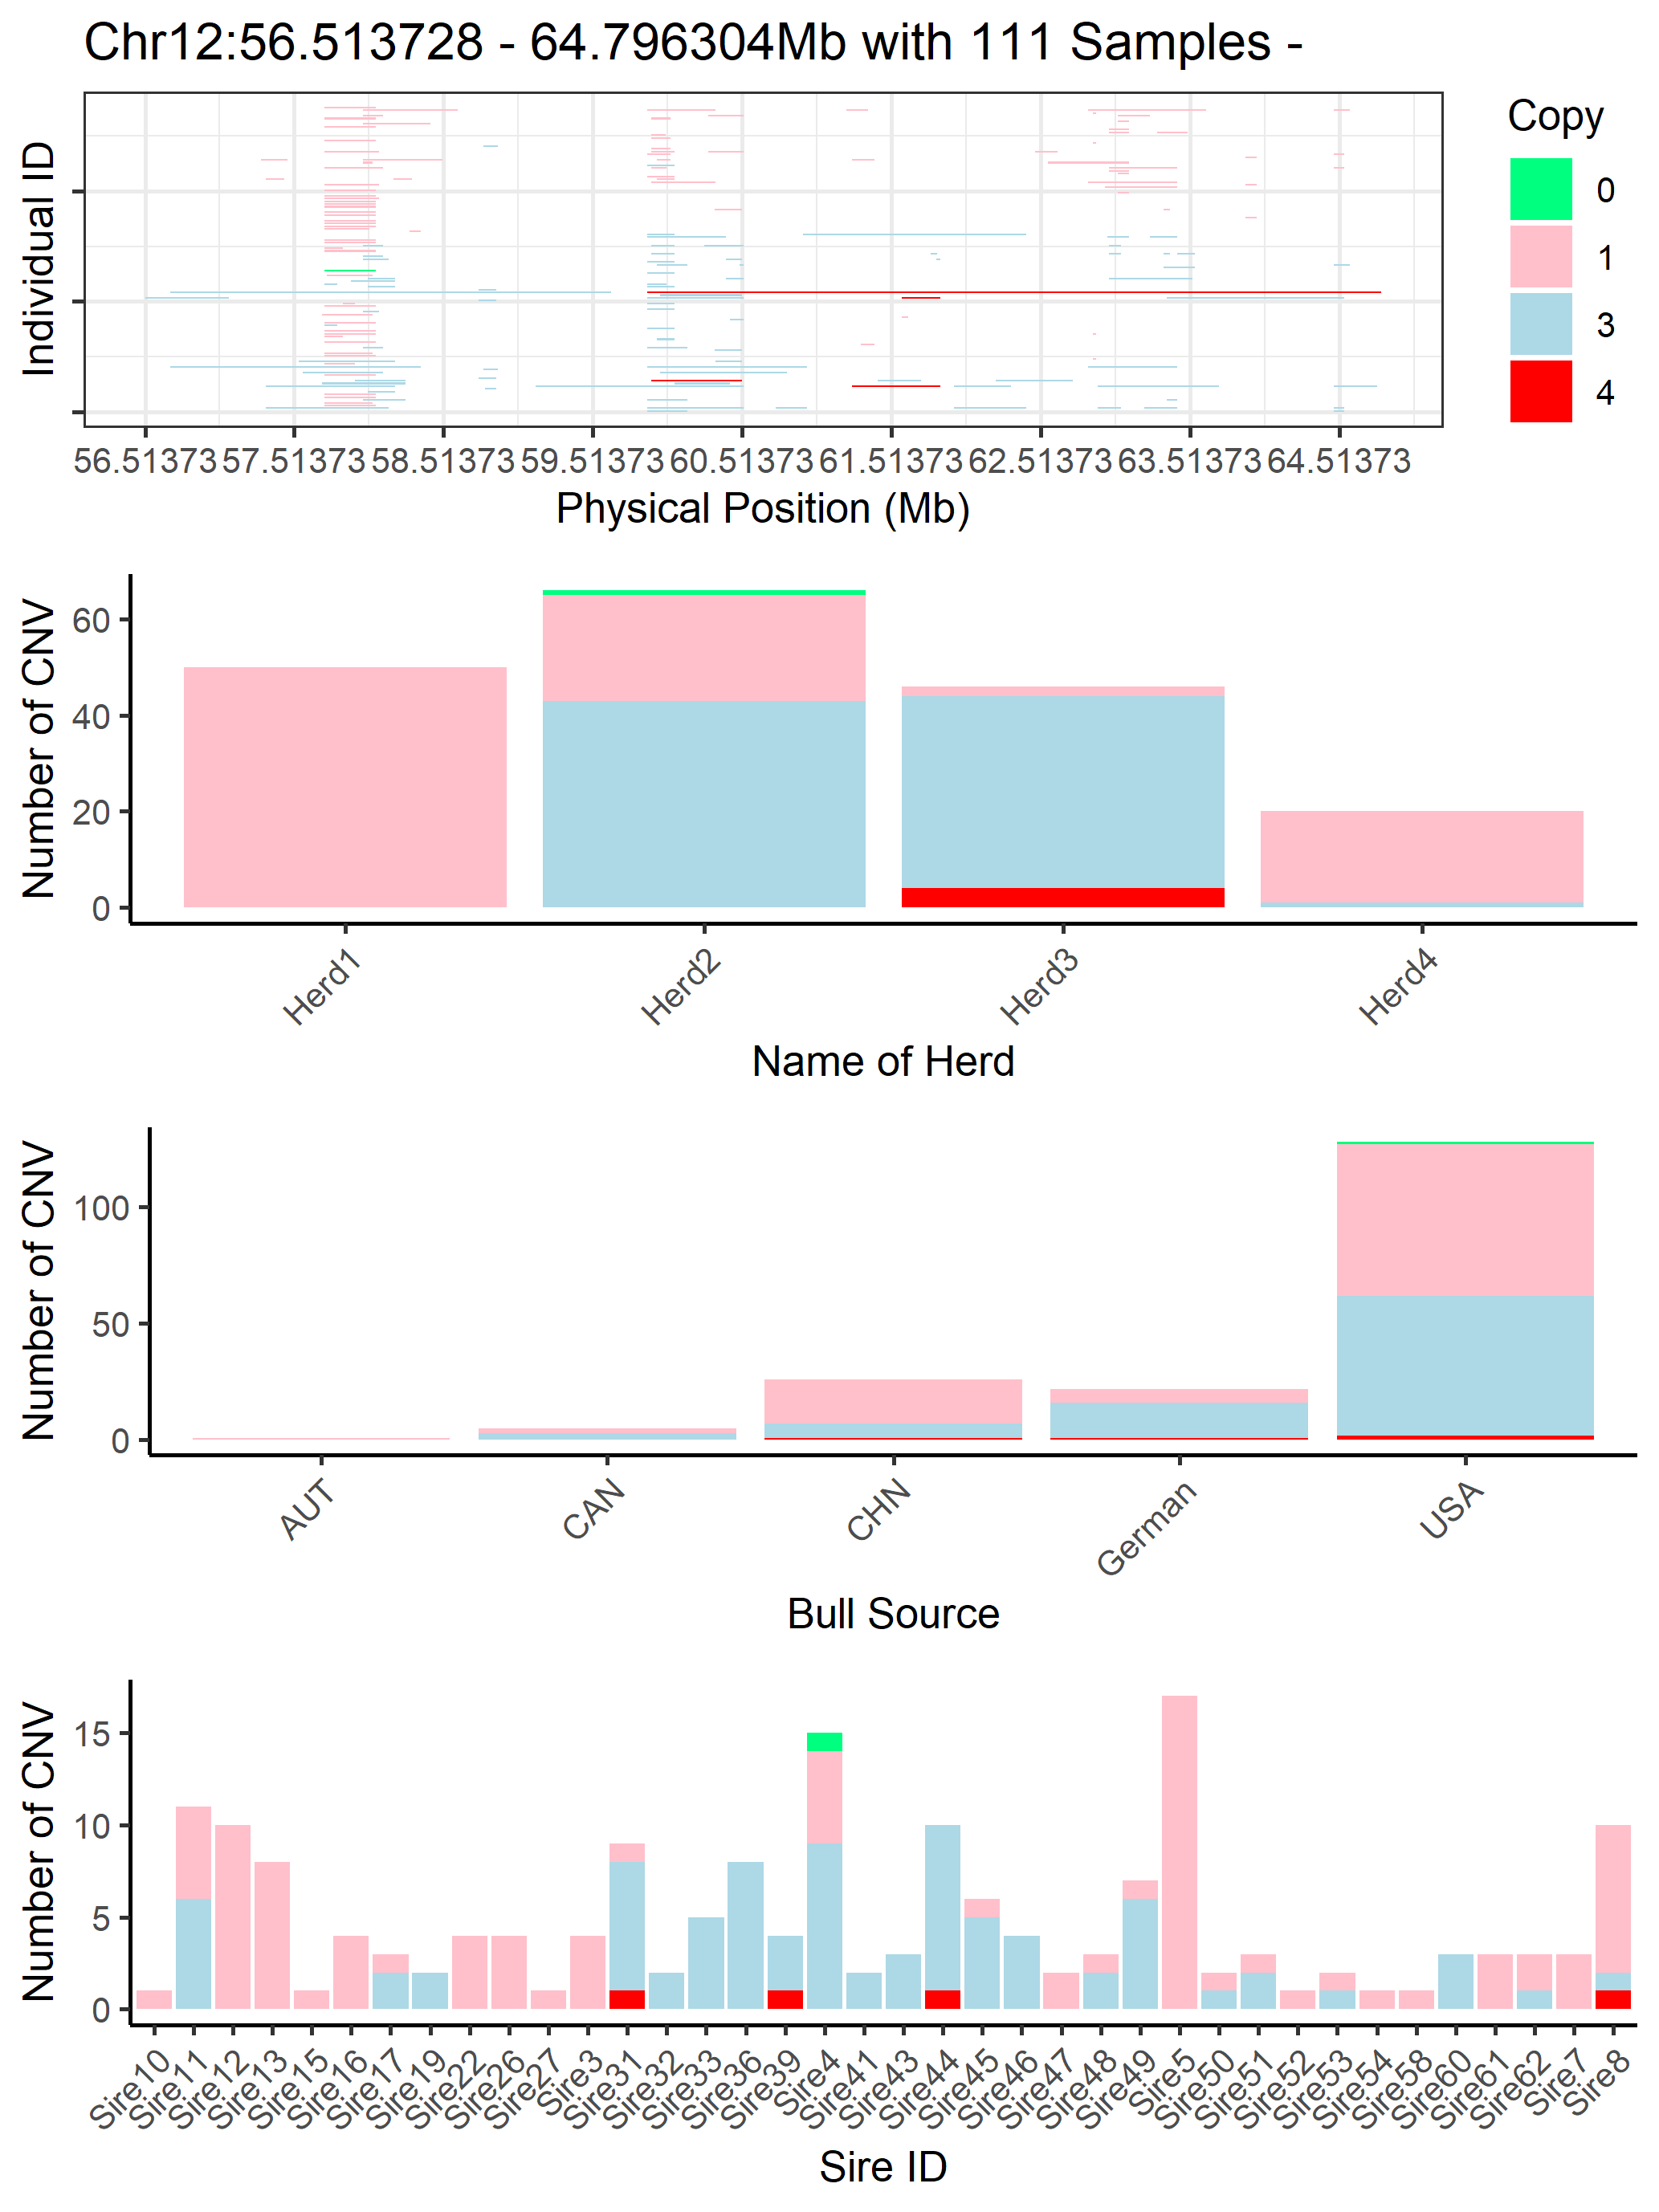 Chr12:56.513728 - 64.796304Mb with 111 Samples -
Individual ID
56.51373 57.51373 58.51373 59.51373 60.51373 61.51373 62.51373 63.51373 64.51373
Physical Position (Mb)
Copy
0
1
3
4
Number of CNV
60
40
20
0
Herd1 Herd2 Herd3 Herd4
Name of Herd
Number of CNV
100
50
0
AUT CAN CHN German USA
Bull Source
Number of CNV
15
10
5
0
Sire10 Sire11 Sire12 Sire13 Sire15 Sire16 Sire17 Sire19 Sire22 Sire26 Sire27 Sire3 Sire31 Sire32 Sire33 Sire36 Sire39 Sire4 Sire41 Sire43 Sire44 Sire45 Sire46 Sire47 Sire48 Sire49 Sire5 Sire50 Sire51 Sire52 Sire53 Sire54 Sire58 Sire60 Sire61 Sire62 Sire7 Sire8
Sire ID